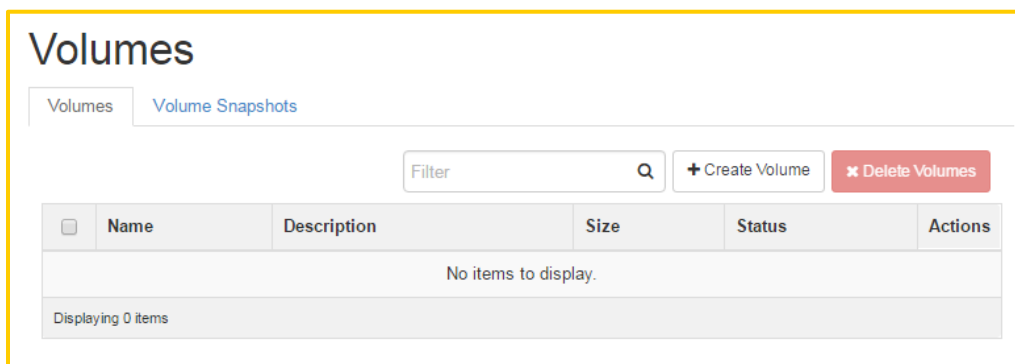 Volumes
Volumes Volume Snapshots
Filter Create Volume Delete Volumes
Name Description Size Status Actions
No items to display.
Displaying 0 items